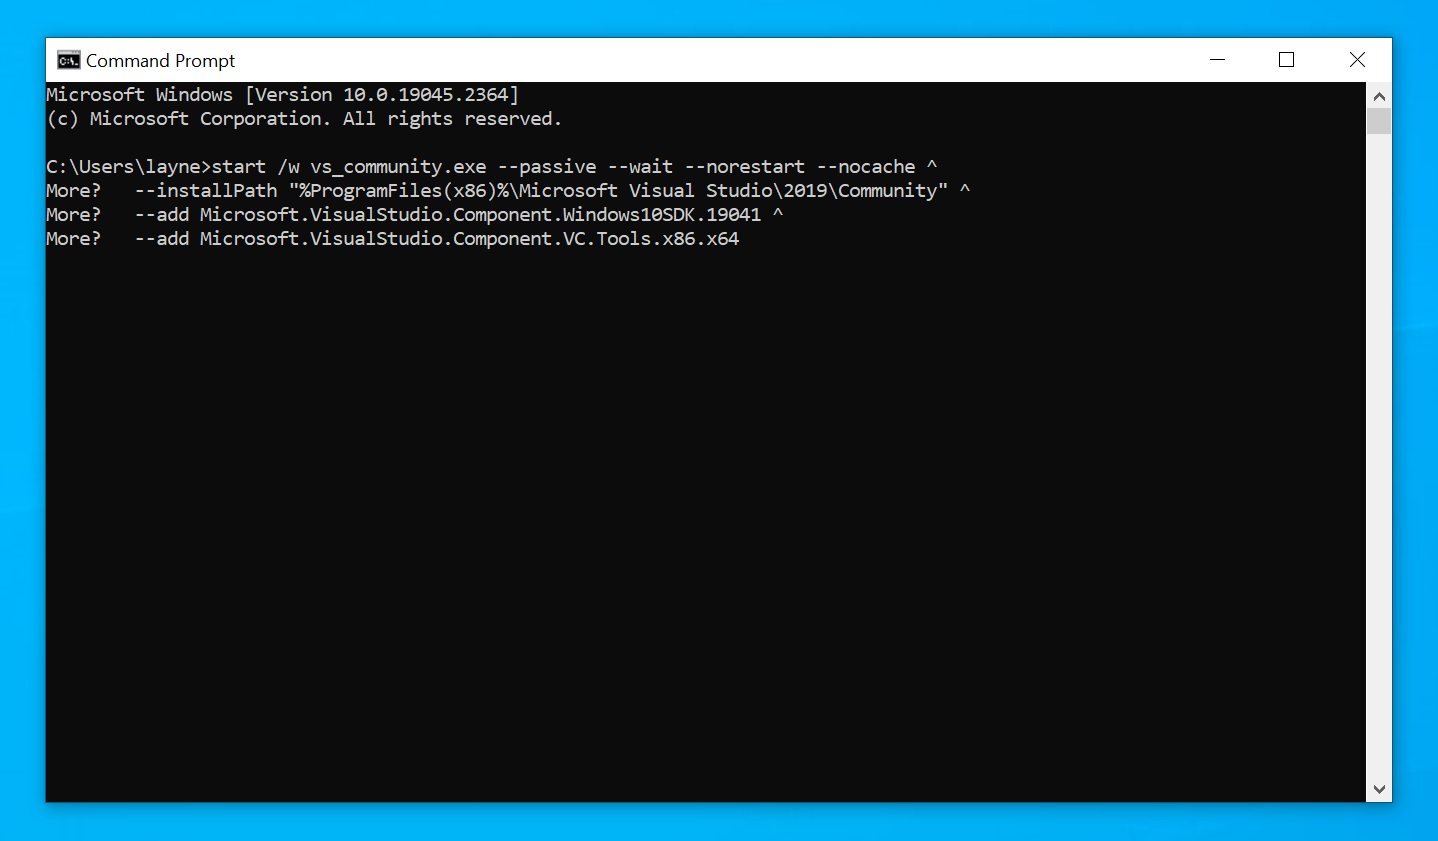 Command Prompt
Microsoft Windows [Version 10.0.19045.2364]
(c) Microsoft Corporation. All rights reserved.
C:\Users\layne>start /w vs_community.exe --passive --wait --norestart --nocache ^
More?   --installPath "%ProgramFiles(x86)%\Microsoft Visual Studio\2019\Community" ^
More?   --add Microsoft.VisualStudio.Component.Windows10SDK.19041 ^
More?   --add Microsoft.VisualStudio.Component.VC.Tools.x86.x64